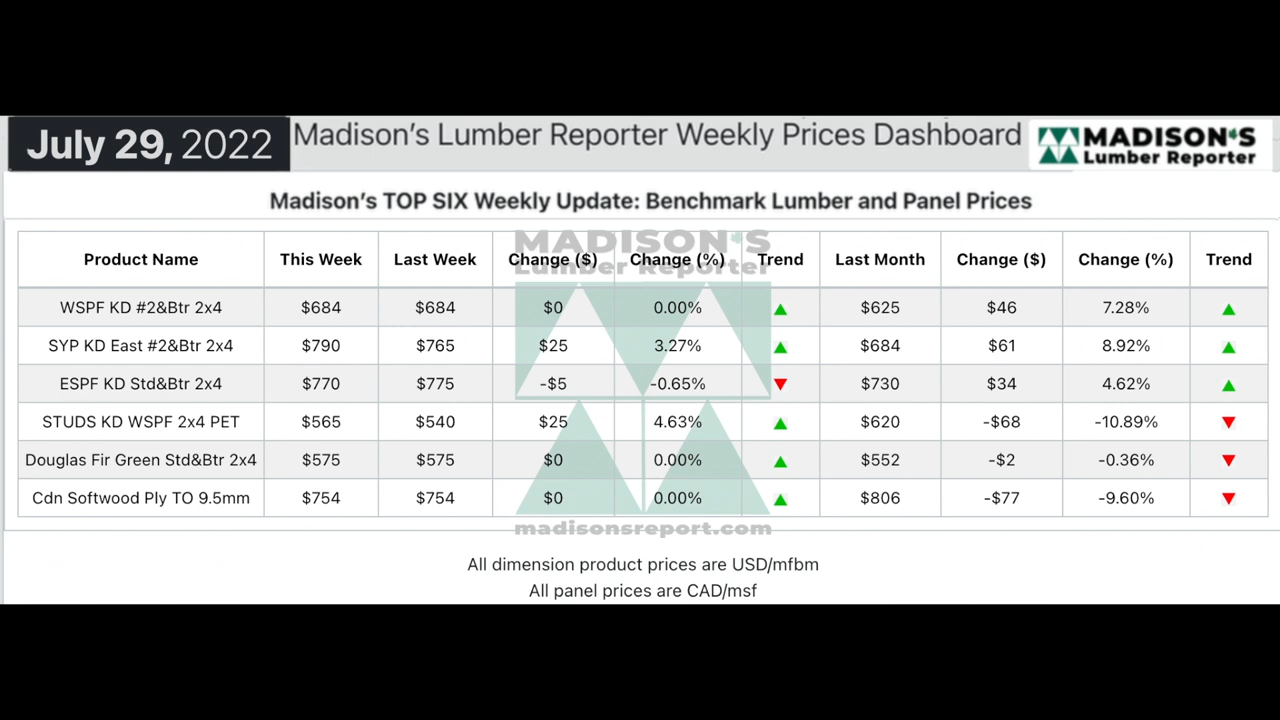 July 29, 2022 Madison's Lumber Reporter Weekly Prices Dashboard MADISON'S
Lumber Reporter
Madison's TOP SIX Weekly Update: Benchmark Lumber and Panel Prices
MADISON'S
Lumber Reporter
Product Name This Week Last Week Change ($) Change (%) Trend Last Month Change ($) Change (%) Trend
WSPF KD #2&Btr 2x4 $684 $684 $0 0.00% ▲ $625 $46 7.28% ▲
SYP KD East #2&Btr 2x4 $790 $765 $25 3.27% ▲ $684 $61 8.92% ▲
ESPF KD Std&Btr 2x4 $770 $775 -$5 -0.65% ▼ $730 $34 4.62% ▲
STUDS KD WSPF 2x4 PET $565 $540 $25 4.63% ▲ $620 -$68 -10.89% ▼
Douglas Fir Green Std&Btr 2x4 $575 $575 $0 0.00% ▲ $552 -$2 -0.36% ▼
Cdn Softwood Ply TO 9.5mm $754 $754 $0 0.00% ▲ $806 -$77 -9.60% ▼
madisonsreport.com
All dimension product prices are USD/mfbm
All panel prices are CAD/msf